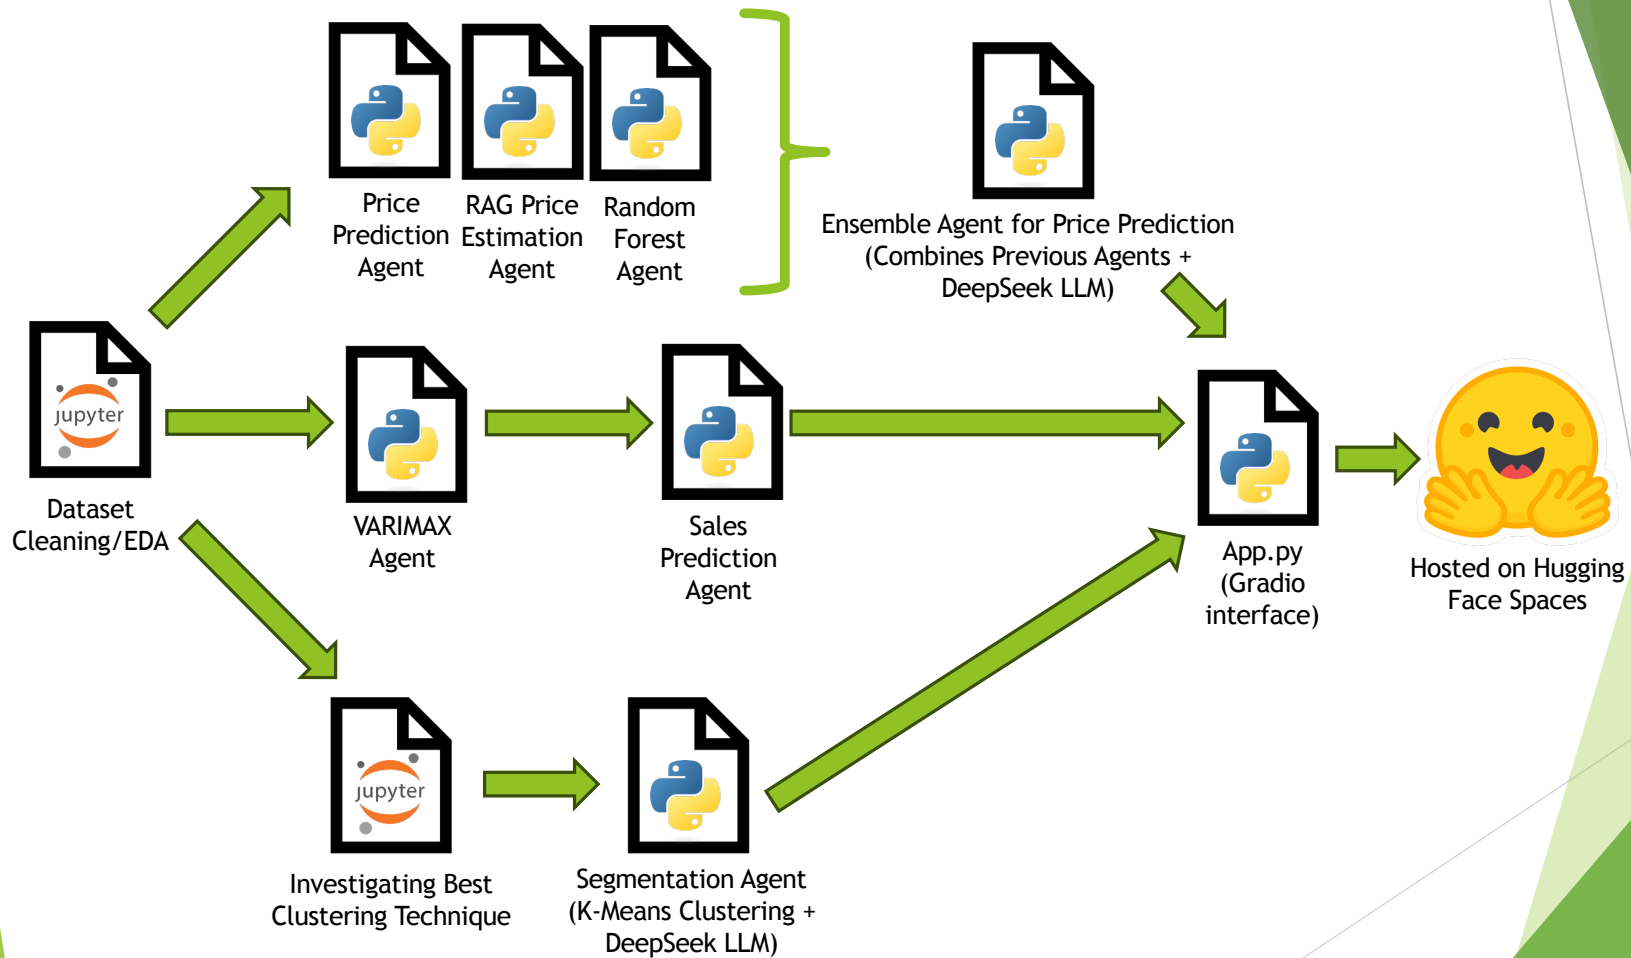 Price
Prediction
Agent
RAG Price
Estimation
Agent
Random
Forest
Agent
Ensemble Agent for Price Prediction
(Combines Previous Agents +
DeepSeek LLM)
jupyter
Dataset
Cleaning/EDA
VARIMAX
Agent
Sales
Prediction
Agent
App.py
(Gradio
interface)
Hosted on Hugging
Face Spaces
jupyter
Investigating Best
Clustering Technique
Segmentation Agent
(K-Means Clustering +
DeepSeek LLM)